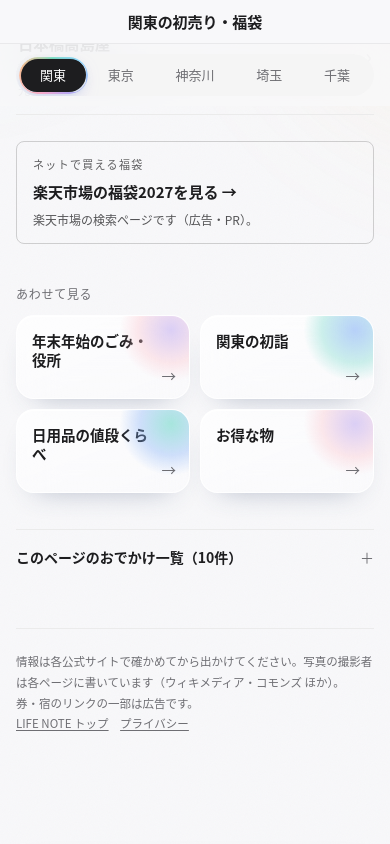 関東の初売り・福袋
日本橋髙島屋
関東
東京
神奈川
埼玉
千葉
ネットで買える福袋
楽天市場の福袋2027を見る →
楽天市場の検索ページです（広告・PR）。
あわせて見る
年末年始のごみ・
役所
→
関東の初詣
→
日用品の値段くら
べ
→
お得な物
→
このページのおでかけ一覧（10件）
＋
情報は各公式サイトで確かめてから出かけてください。写真の撮影者
は各ページに書いています（ウィキメディア・コモンズ ほか）。
券・宿のリンクの一部は広告です。
LIFE NOTE トップ プライバシー